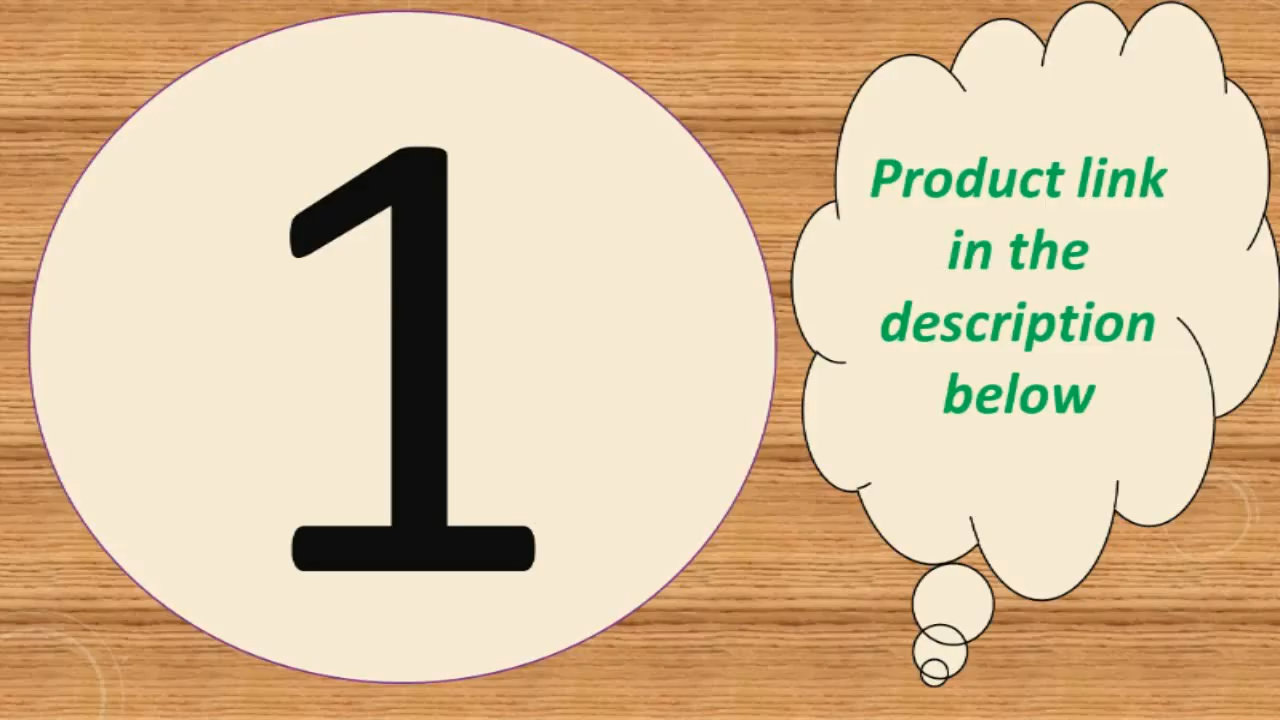 1
Product link
in the
description
below